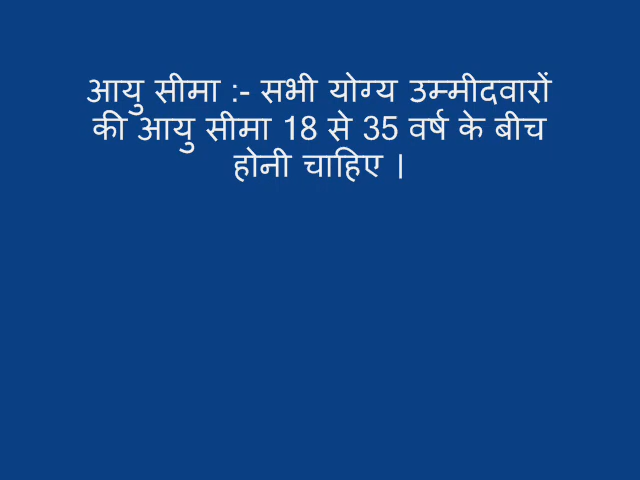 आयु सीमा :- सभी योग्य उम्मीदवारों
की आयु सीमा 18 से 35 वर्ष के बीच
होनी चाहिए |